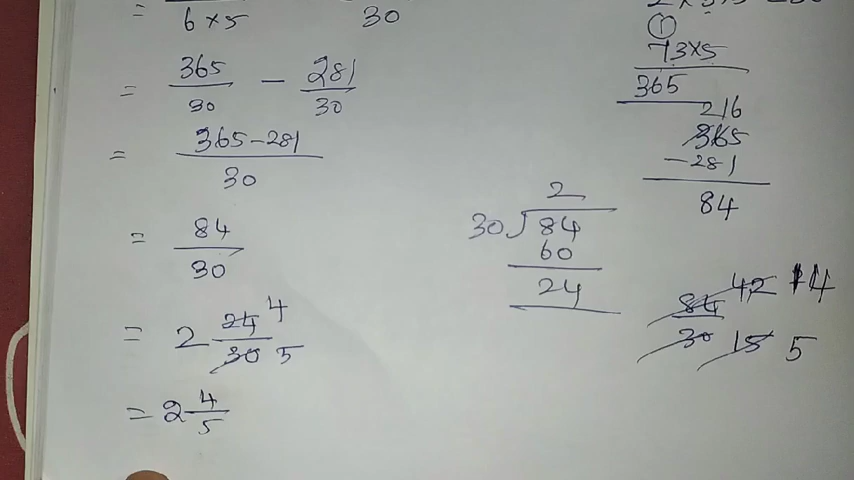 = 6×5 30
= 365/30 - 281/30
= 365-281/30
= 84/30
= 2 24/30 4/5
= 2 4/5
①
73×5
365
216
365
-281
84
2
30 84
60
24
84 42 14
30 15 5